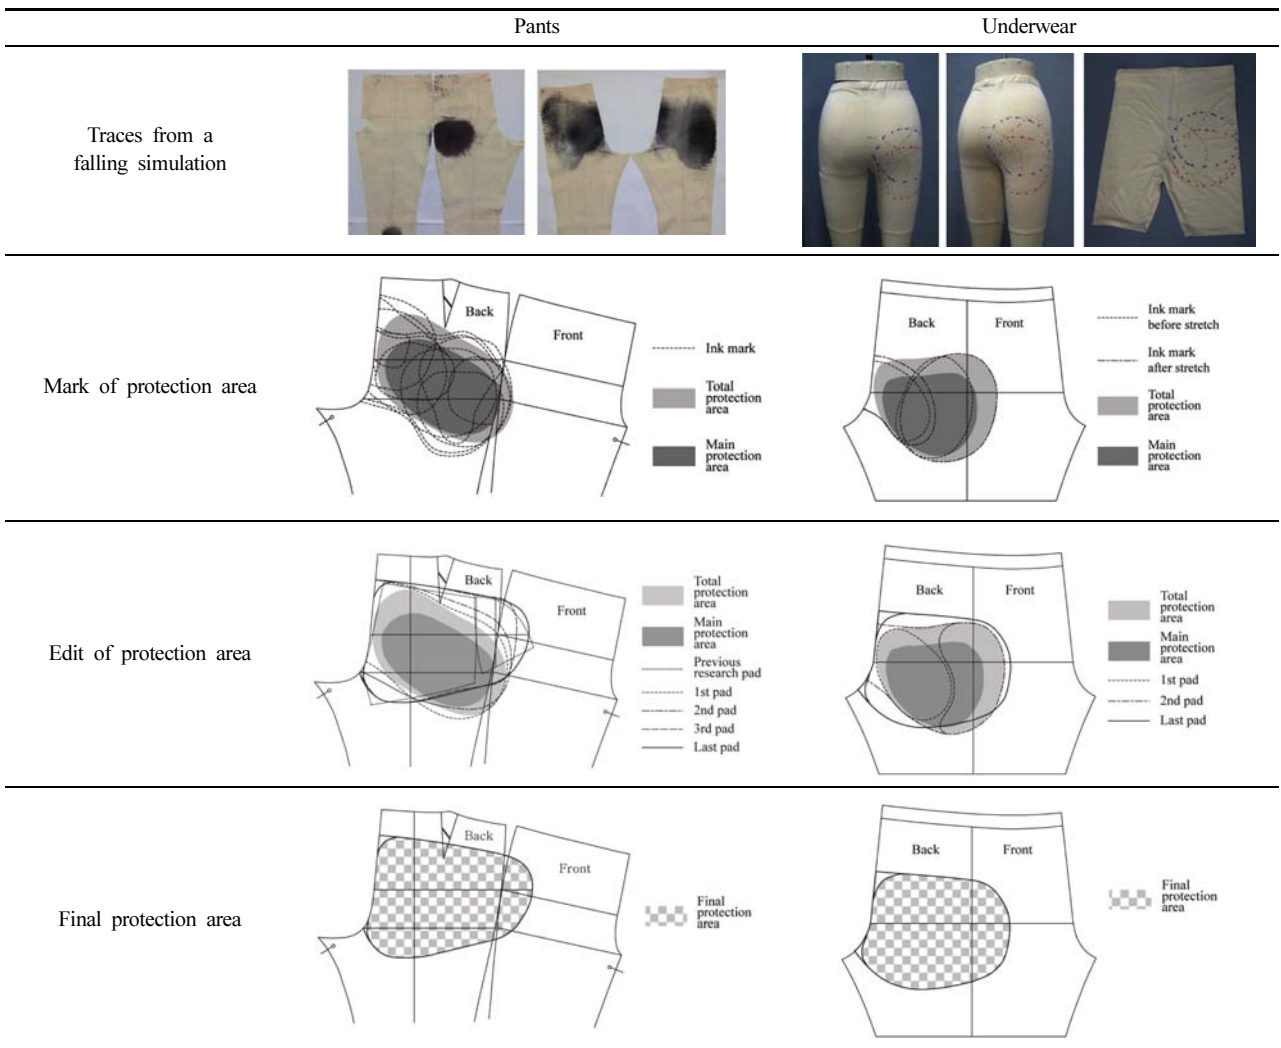 Pants
Underwear
Traces from a
falling simulation
Back
Front
Ink mark
Total
protection
area
Main
protection
area
Back
Front
Ink mark
before stretch
Ink mark
after stretch
Total
protection
area
Main
protection
area
Mark of protection area
Back
Front
Total
protection
area
Main
protection
area
Previous
research pad
1st pad
2nd pad
3rd pad
Last pad
Back
Front
Total
protection
area
Main
protection
area
1st pad
2nd pad
Last pad
Edit of protection area
Back
Front
Final
protection
area
Back
Front
Final
protection
area
Final protection area